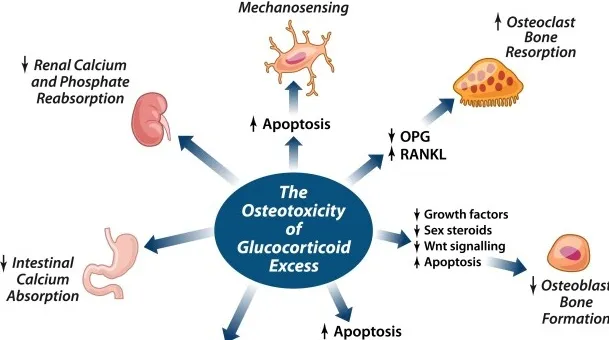 Mechanosensing
↑ Apoptosis
↑ Osteoclast
Bone
Resorption
↓ OPG
↑ RANKL
↓ Renal Calcium
and Phosphate
Reabsorption
The
Osteotoxicity
of
Glucocorticoid
Excess
↓ Growth factors
↓ Sex steroids
↓ Wnt signalling
↑ Apoptosis
↓ Osteoblast
Bone
Formation
↓ Intestinal
Calcium
Absorption
↑ Apoptosis